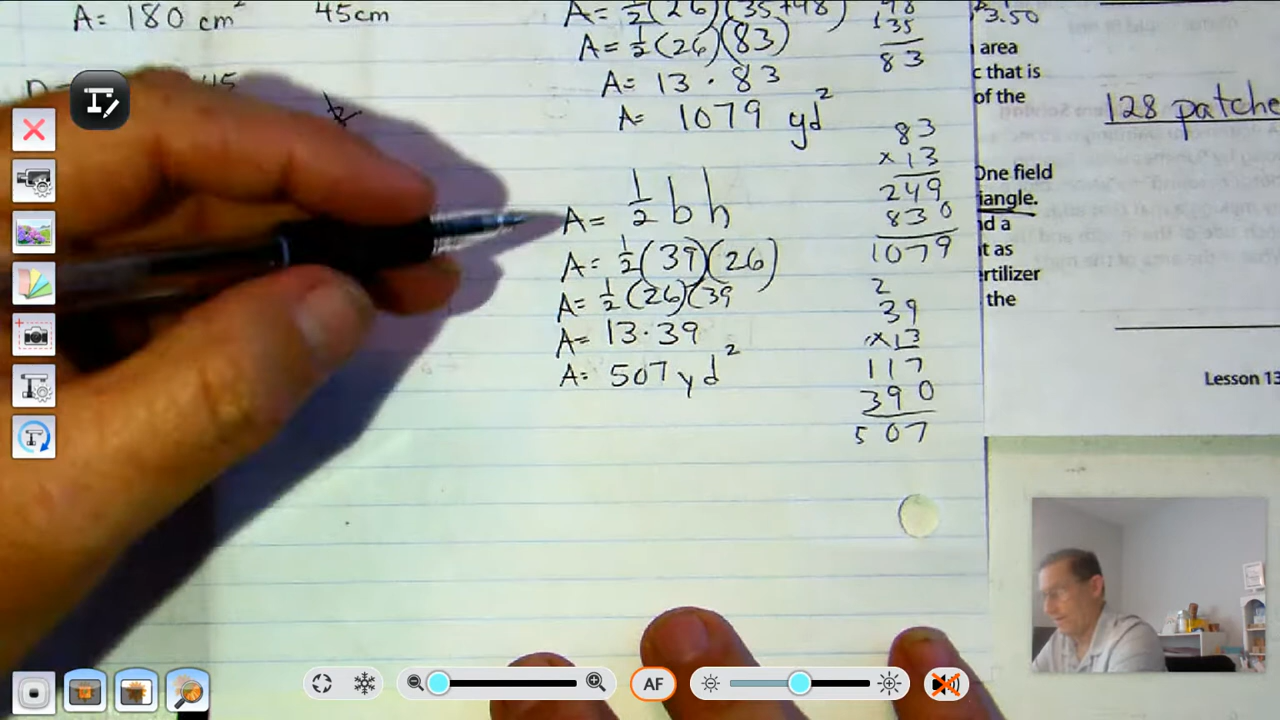 A= 180 cm²
45cm
A= ½(26)(35+48)
A= ½(26)(83)
A= 13 · 83
A= 1079 yd²
A= ½ b h
A= ½(39)(26)
A= ½(26)(39
A= 13·39
A= 507 yd²
135
83
83
x13
249
830
1079
2
39
x13
117
390
507
3.50
area
c that is
of the
128 patche
One field
iangle.
nd a
t as
ertilizer
the
Lesson 13
AF